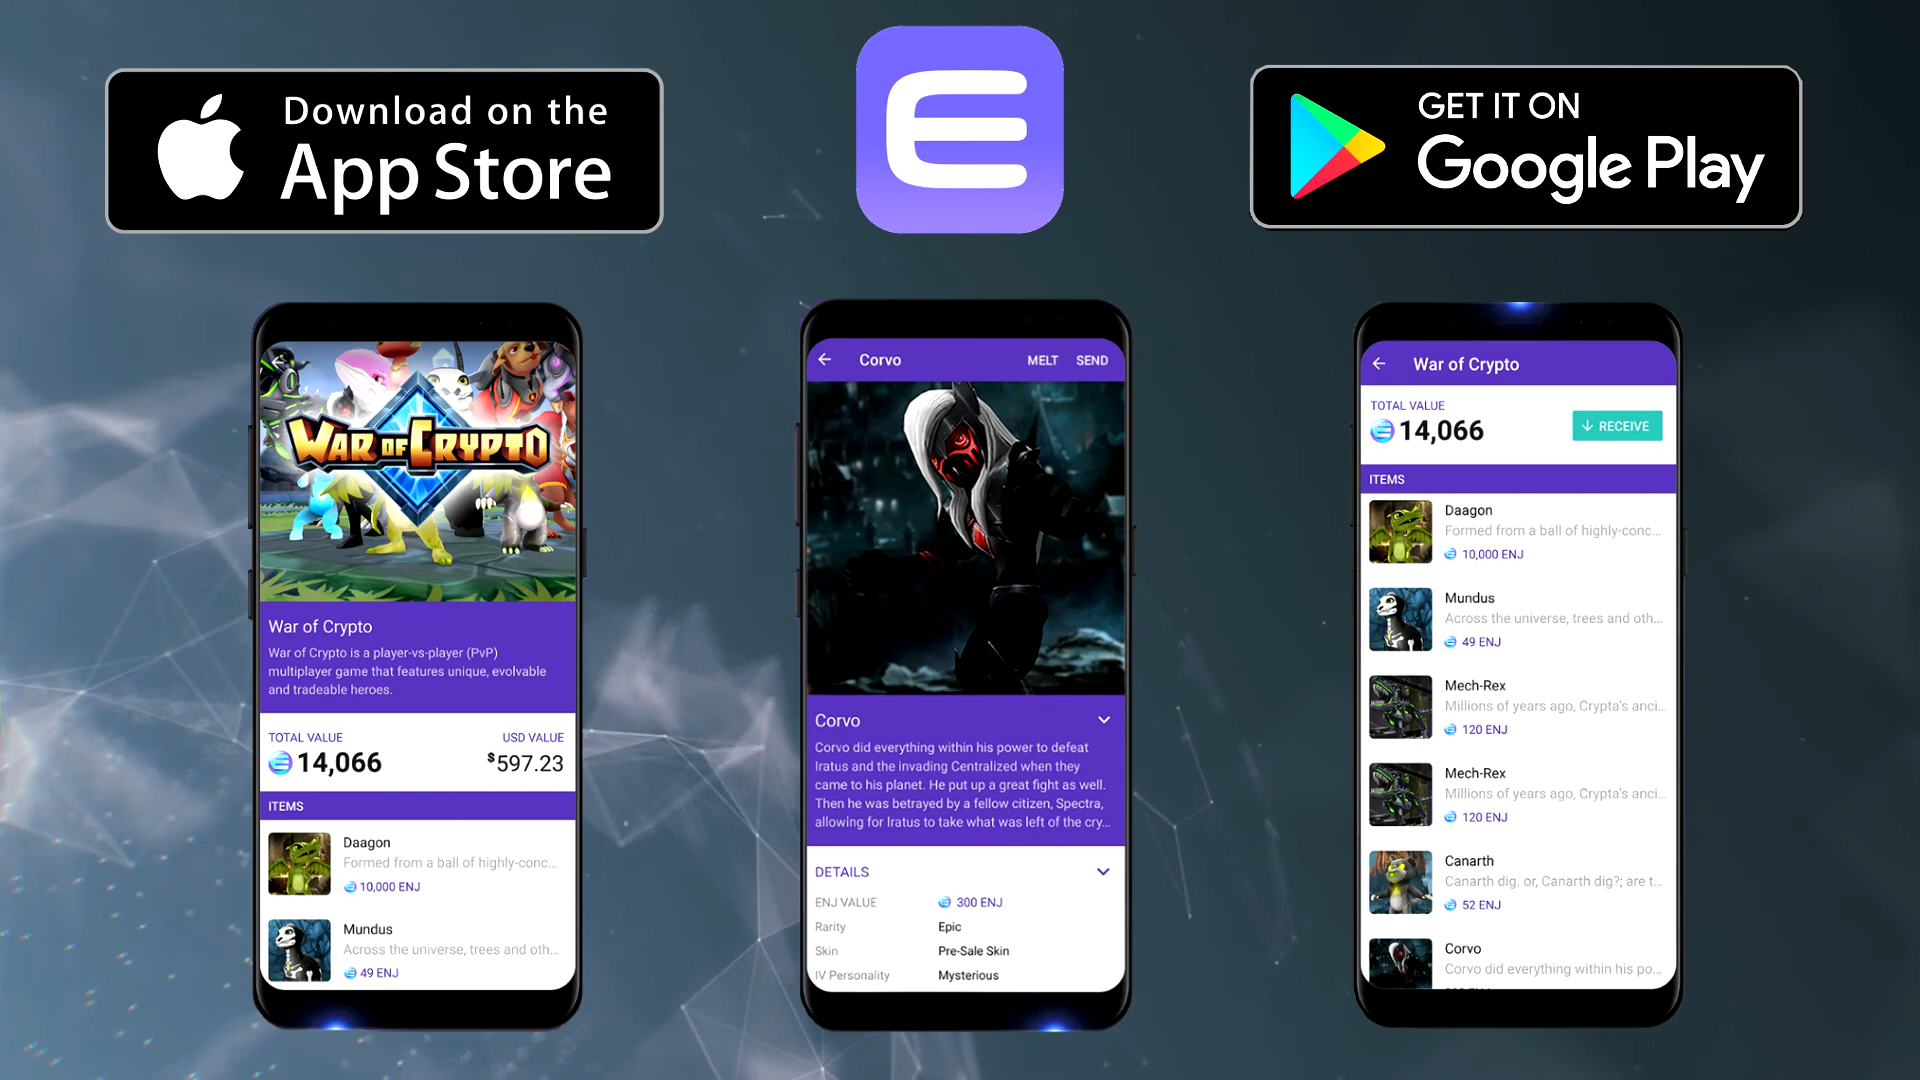 Download on the
App Store
GET IT ON
Google Play
WAR OF CRYPTO
War of Crypto
War of Crypto is a player-vs-player (PvP)
multiplayer game that features unique, evolvable
and tradeable heroes.
TOTAL VALUE
USD VALUE
14,066
$597.23
ITEMS
Daagon
Formed from a ball of highly-conc...
10,000 ENJ
Mundus
Across the universe, trees and oth...
49 ENJ
Corvo
MELT
SEND
Corvo
Corvo did everything within his power to defeat
Iratus and the invading Centralized when they
came to his planet. He put up a great fight as well.
Then he was betrayed by a fellow citizen, Spectra,
allowing for Iratus to take what was left of the cry...
DETAILS
ENJ VALUE
300 ENJ
Rarity
Epic
Skin
Pre-Sale Skin
IV Personality
Mysterious
War of Crypto
TOTAL VALUE
14,066
RECEIVE
ITEMS
Daagon
Formed from a ball of highly-conc...
10,000 ENJ
Mundus
Across the universe, trees and oth...
49 ENJ
Mech-Rex
Millions of years ago, Crypta's anci...
120 ENJ
Mech-Rex
Millions of years ago, Crypta's anci...
120 ENJ
Canarth
Canarth dig. or, Canarth dig?; are t...
52 ENJ
Corvo
Corvo did everything within his po...